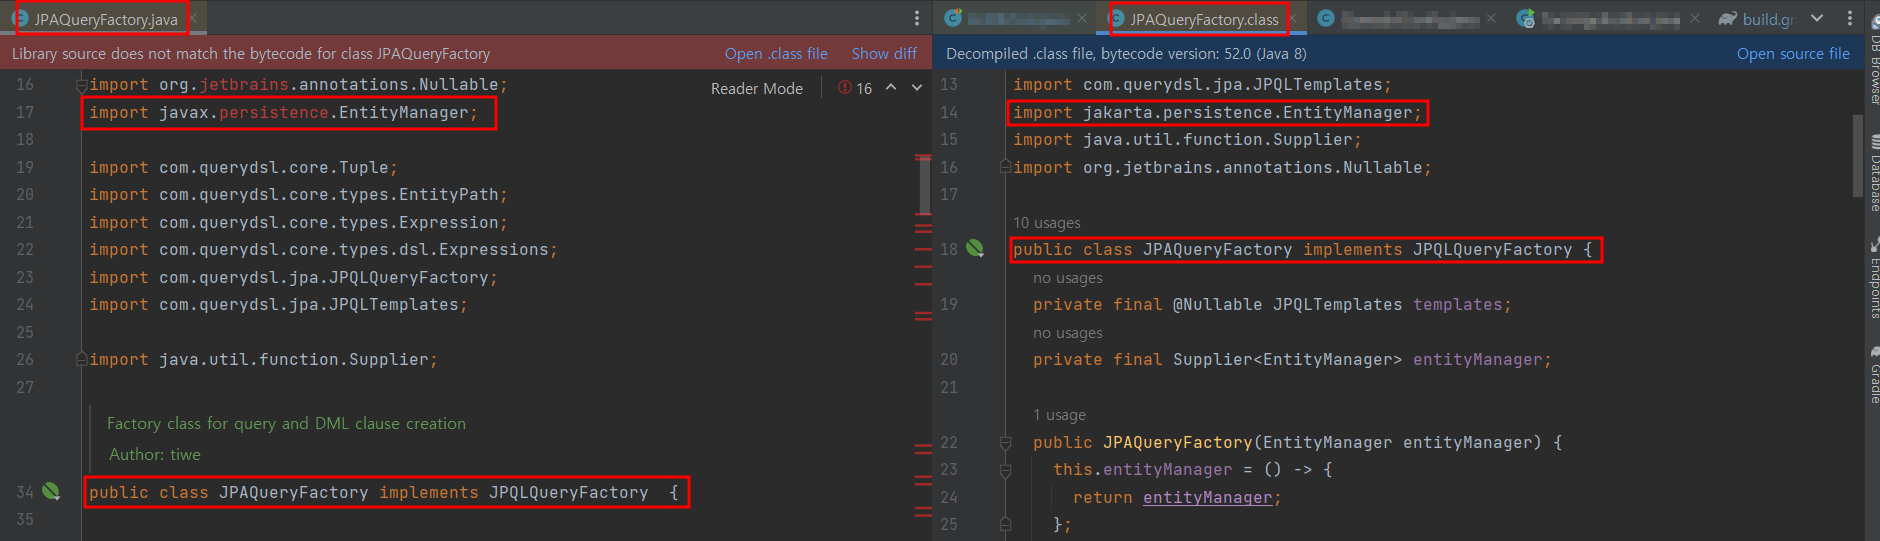 JPAQueryFactory.java
Library source does not match the bytecode for class JPAQueryFactory Open .class file Show diff
Reader Mode 16
16 import org.jetbrains.annotations.Nullable;
17 import javax.persistence.EntityManager;
18
19 import com.querydsl.core.Tuple;
20 import com.querydsl.core.types.EntityPath;
21 import com.querydsl.core.types.Expression;
22 import com.querydsl.core.types.dsl.Expressions;
23 import com.querydsl.jpa.JPQLQueryFactory;
24 import com.querydsl.jpa.JPQLTemplates;
25
26 import java.util.function.Supplier;
27
Factory class for query and DML clause creation
Author: tiwe
34 public class JPAQueryFactory implements JPQLQueryFactory {
35
JPAQueryFactory.class build.gr
Decompiled .class file, bytecode version: 52.0 (Java 8) Open source file
13 import com.querydsl.jpa.JPQLTemplates;
14 import jakarta.persistence.EntityManager;
15 import java.util.function.Supplier;
16 import org.jetbrains.annotations.Nullable;
17
10 usages
18 public class JPAQueryFactory implements JPQLQueryFactory {
no usages
19 private final @Nullable JPQLTemplates templates;
no usages
20 private final Supplier<EntityManager> entityManager;
21
1 usage
22 public JPAQueryFactory(EntityManager entityManager) {
23 this.entityManager = () -> {
24 return entityManager;
25 };
DB Browser
Database
Endpoints
Gradle